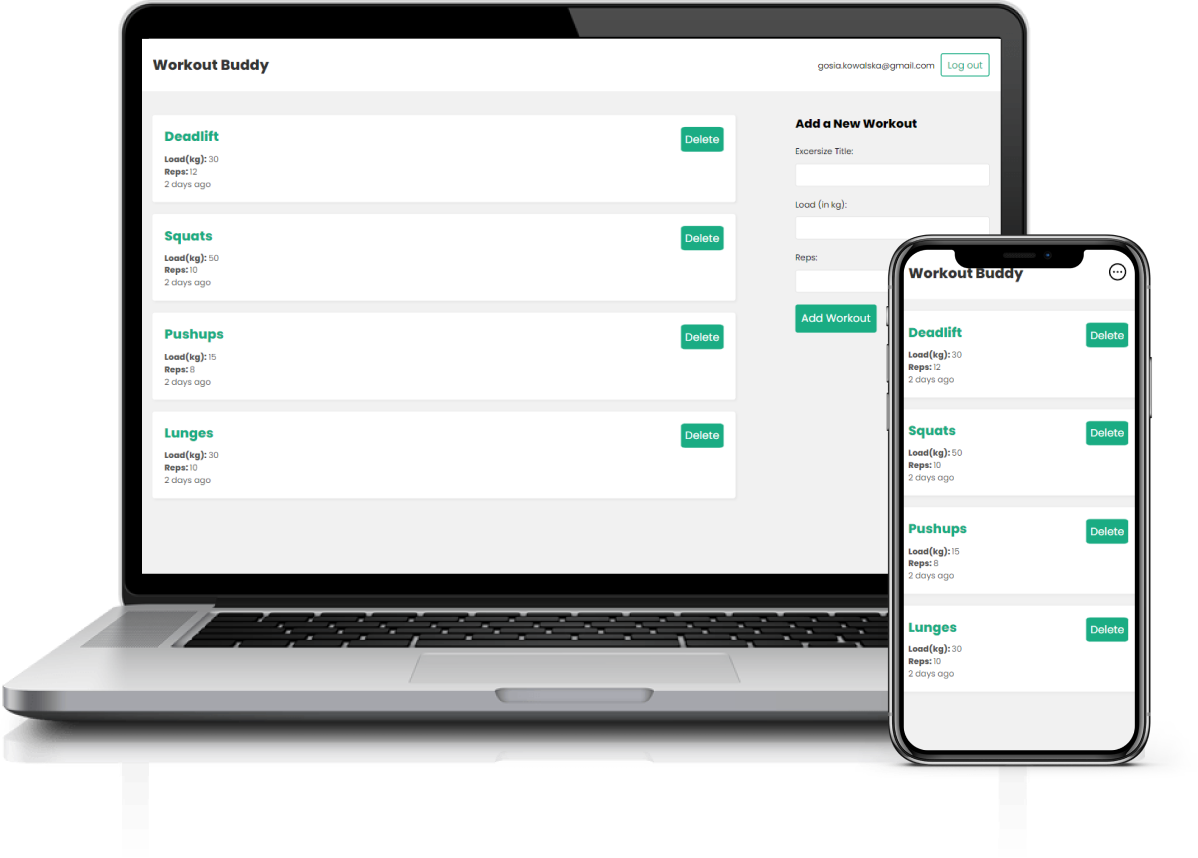 Workout Buddy
gosia.kowalska@gmail.com Log out
Deadlift
Delete
Load(kg): 30
Reps: 12
2 days ago
Squats
Delete
Load(kg): 50
Reps: 10
2 days ago
Pushups
Delete
Load(kg): 15
Reps: 8
2 days ago
Lunges
Delete
Load(kg): 30
Reps: 10
2 days ago
Add a New Workout
Excersize Title:
Load (in kg):
Reps:
Add Workout
Workout Buddy
Deadlift
Delete
Load(kg): 30
Reps: 12
2 days ago
Squats
Delete
Load(kg): 50
Reps: 10
2 days ago
Pushups
Delete
Load(kg): 15
Reps: 8
2 days ago
Lunges
Delete
Load(kg): 30
Reps: 10
2 days ago